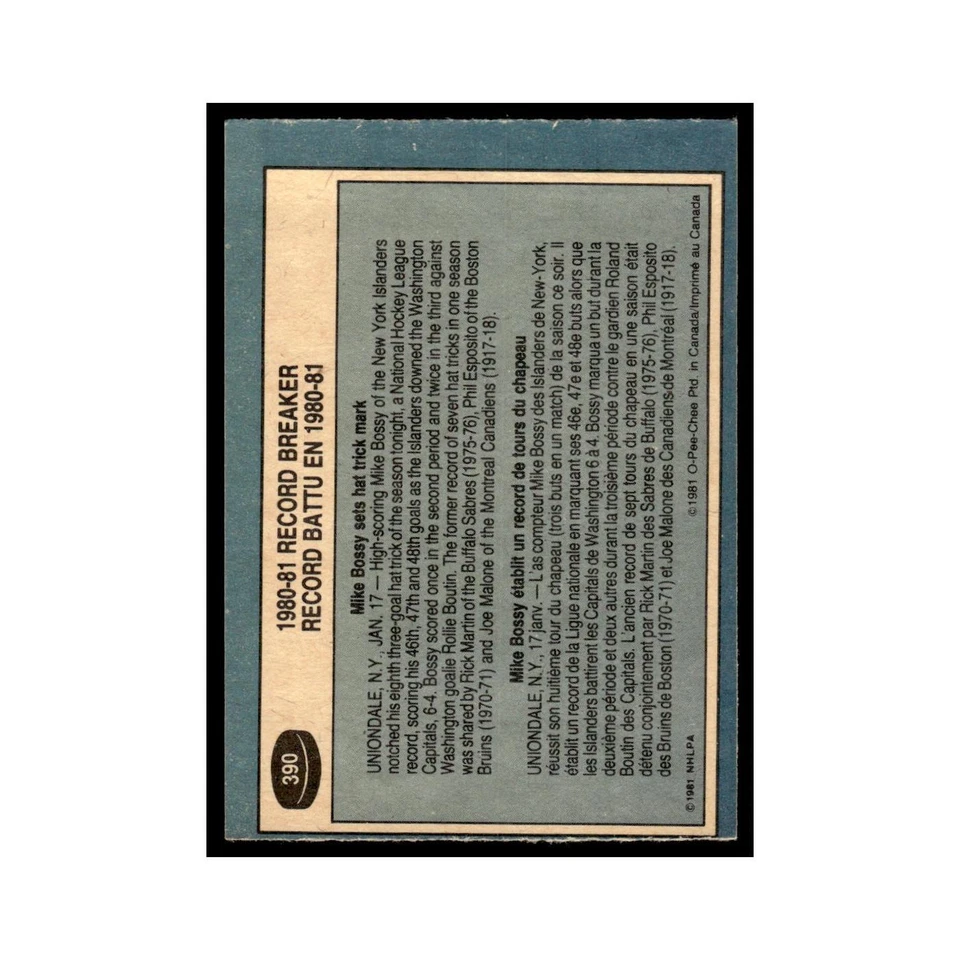 390
1980-81 RECORD BREAKER
RECORD BATTU EN 1980-81
Mike Bossy sets hat trick mark
UNIONDALE, N.Y., JAN. 17 — High-scoring Mike Bossy of the New York Islanders
notched his eighth three-goal hat trick of the season tonight, a National Hockey League
record, scoring his 46th, 47th and 48th goals as the Islanders downed the Washington
Capitals, 6-4. Bossy scored once in the second period and twice in the third against
Washington goalie Rollie Boutin. The former record of seven hat tricks in one season
was shared by Rick Martin of the Buffalo Sabres (1975-76), Phil Esposito of the Boston
Bruins (1970-71) and Joe Malone of the Montreal Canadiens (1917-18).
Mike Bossy établit un record de tours du chapeau
UNIONDALE, N.Y., 17 janv. — L'as compteur Mike Bossy des Islanders de New-York,
réussit son huitième tour du chapeau (trois buts en un match) de la saison ce soir. Il
établit un record de la Ligue nationale en marquant ses 46e, 47e et 48e buts alors que
les Islanders battirent les Capitals de Washington 6 à 4. Bossy marqua un but durant la
deuxième période et deux autres durant la troisième période contre le gardien Roland
Boutin des Capitals. L'ancien record de sept tours du chapeau en une saison était
détenu conjointement par Rick Martin des Sabres de Buffalo (1975-76), Phil Esposito
des Bruins de Boston (1970-71) et Joe Malone des Canadiens de Montréal (1917-18).
©1981 NHLPA ©1981 O-Pee-Chee Ptd. in Canada/Imprimé au Canada